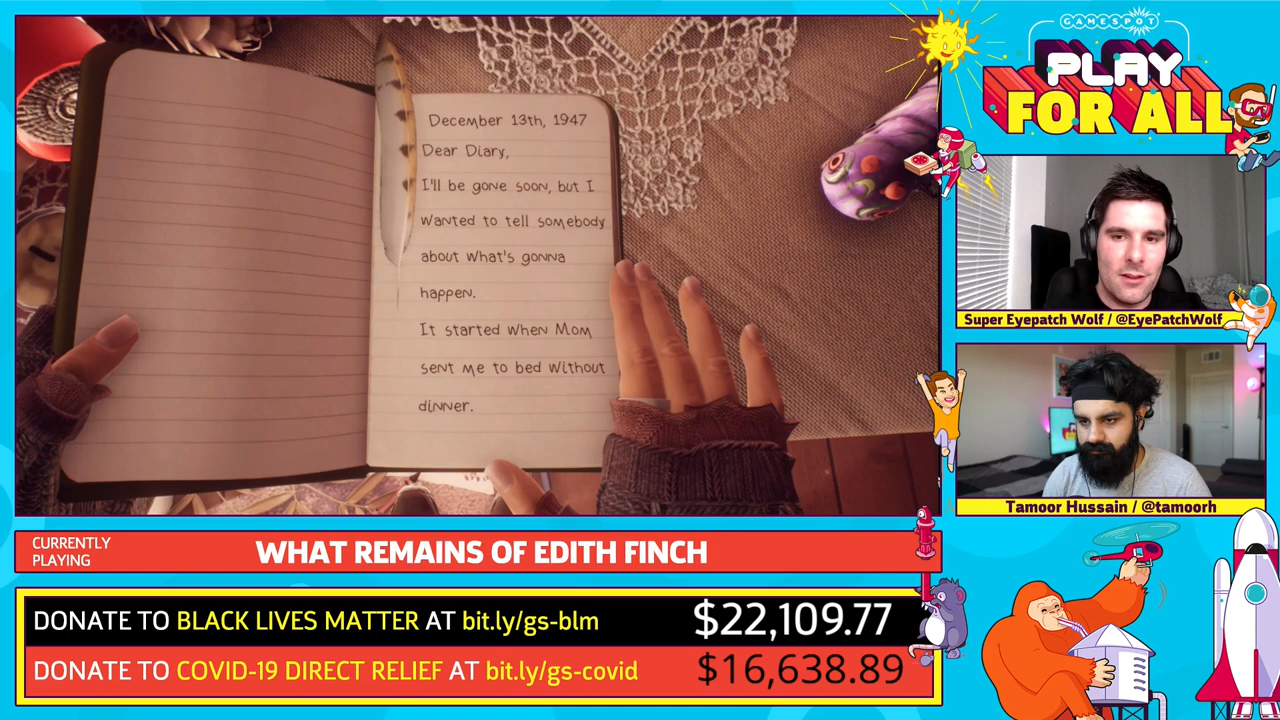 December 13th, 1947
Dear Diary,
I'll be gone soon, but I
wanted to tell somebody
about what's gonna
happen.
It started when Mom
sent me to bed without
dinner.
GAMESPOT
PLAY
FOR ALL
Super Eyepatch Wolf / @EyePatchWolf
Tamoor Hussain / @tamoorh
CURRENTLY
PLAYING
WHAT REMAINS OF EDITH FINCH
DONATE TO BLACK LIVES MATTER AT bit.ly/gs-blm $22,109.77
DONATE TO COVID-19 DIRECT RELIEF AT bit.ly/gs-covid $16,638.89